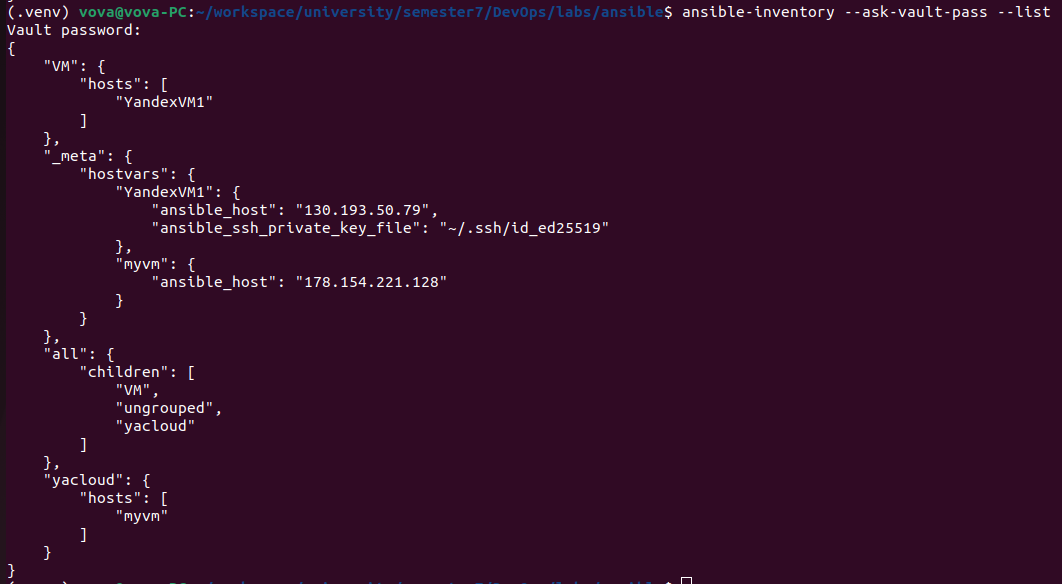 (.venv) vova@vova-PC:~/workspace/university/semester7/DevOps/labs/ansible$ ansible-inventory --ask-vault-pass --list
Vault password:
{
    "VM": {
        "hosts": [
            "YandexVM1"
        ]
    },
    "_meta": {
        "hostvars": {
            "YandexVM1": {
                "ansible_host": "130.193.50.79",
                "ansible_ssh_private_key_file": "~/.ssh/id_ed25519"
            },
            "myvm": {
                "ansible_host": "178.154.221.128"
            }
        }
    },
    "all": {
        "children": [
            "VM",
            "ungrouped",
            "yacloud"
        ]
    },
    "yacloud": {
        "hosts": [
            "myvm"
        ]
    }
}